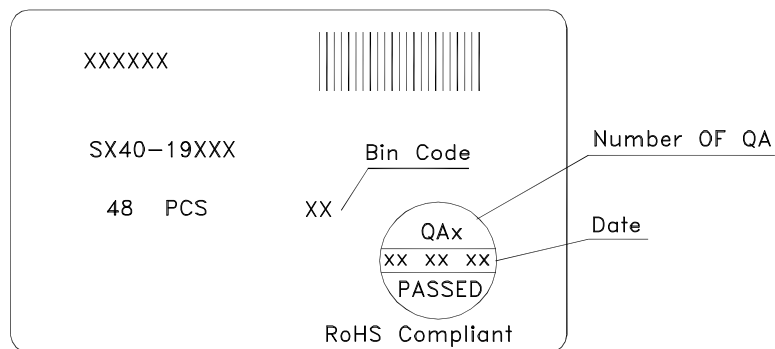 XXXXXX
SX40-19XXX
Bin Code
Number OF QA
48 PCS
XX
QAx
Date
XX XX XX
PASSED
RoHS Compliant